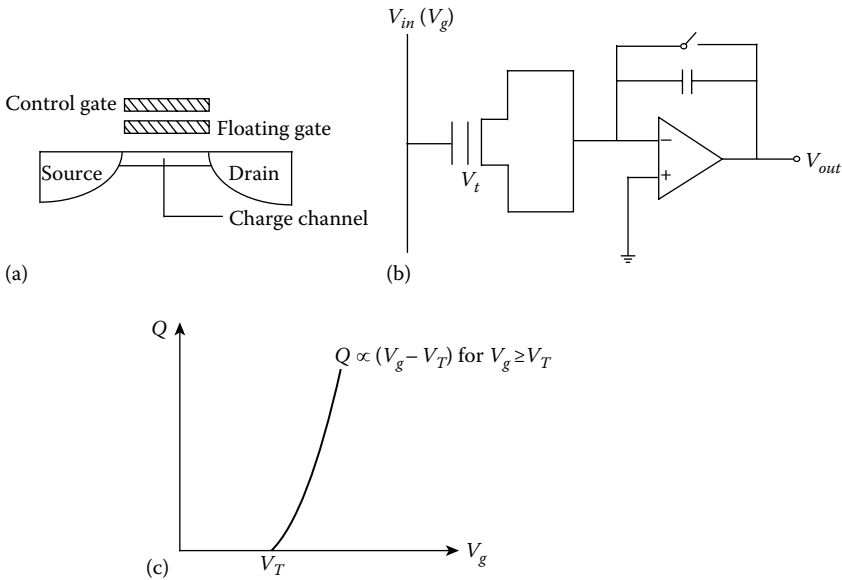 V_in (V_g)
Control gate
Floating gate
Source
Drain
Charge channel
(a)
V_t
−
+
V_out
(b)
Q
Q ∝ (V_g − V_T) for V_g ≥ V_T
V_T
V_g
(c)